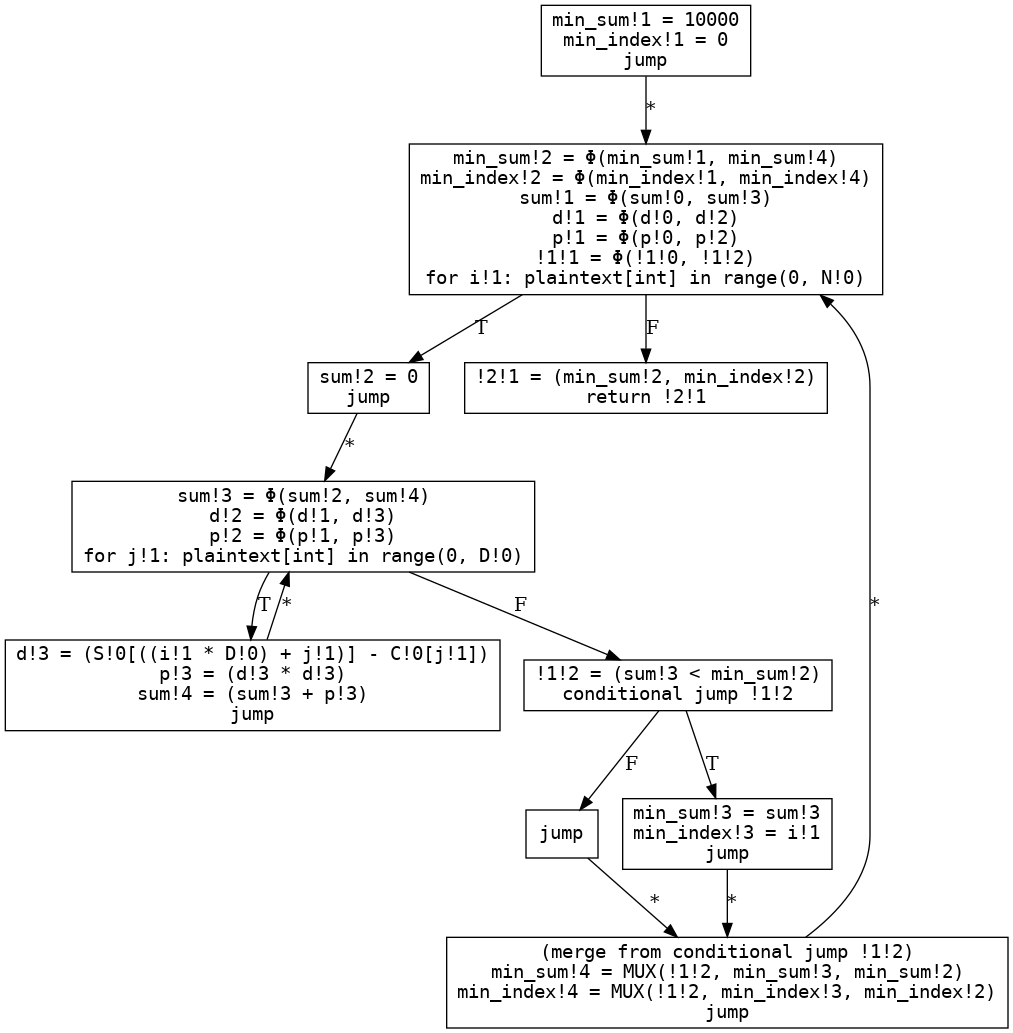 min_sum!1 = 10000
min_index!1 = 0
jump
*
min_sum!2 = Φ(min_sum!1, min_sum!4)
min_index!2 = Φ(min_index!1, min_index!4)
sum!1 = Φ(sum!0, sum!3)
d!1 = Φ(d!0, d!2)
p!1 = Φ(p!0, p!2)
!1!1 = Φ(!1!0, !1!2)
for i!1: plaintext[int] in range(0, N!0)
T
F
sum!2 = 0
jump
!2!1 = (min_sum!2, min_index!2)
return !2!1
*
sum!3 = Φ(sum!2, sum!4)
d!2 = Φ(d!1, d!3)
p!2 = Φ(p!1, p!3)
for j!1: plaintext[int] in range(0, D!0)
T
*
F
*
d!3 = (S!0[((i!1 * D!0) + j!1)] - C!0[j!1])
p!3 = (d!3 * d!3)
sum!4 = (sum!3 + p!3)
jump
!1!2 = (sum!3 < min_sum!2)
conditional jump !1!2
F
T
jump
min_sum!3 = sum!3
min_index!3 = i!1
jump
*
*
(merge from conditional jump !1!2)
min_sum!4 = MUX(!1!2, min_sum!3, min_sum!2)
min_index!4 = MUX(!1!2, min_index!3, min_index!2)
jump